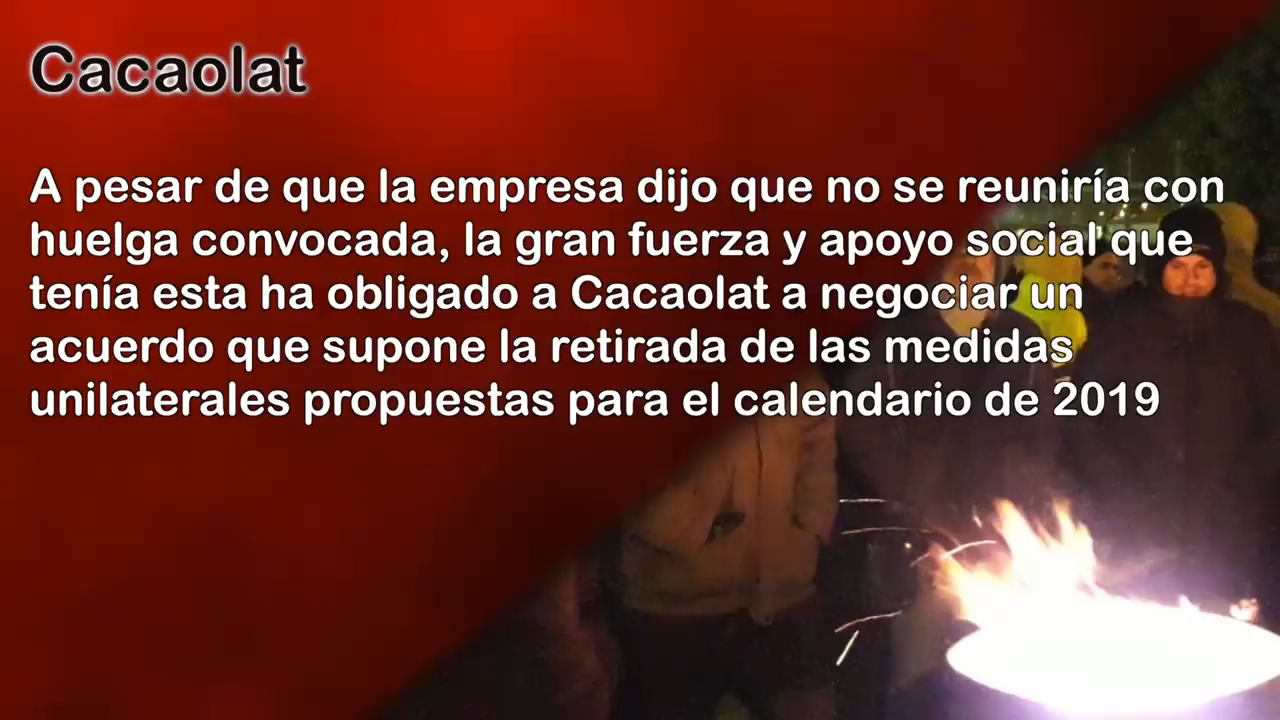 Cacaolat
A pesar de que la empresa dijo que no se reuniría con
huelga convocada, la gran fuerza y apoyo social que
tenía esta ha obligado a Cacaolat a negociar un
acuerdo que supone la retirada de las medidas
unilaterales propuestas para el calendario de 2019